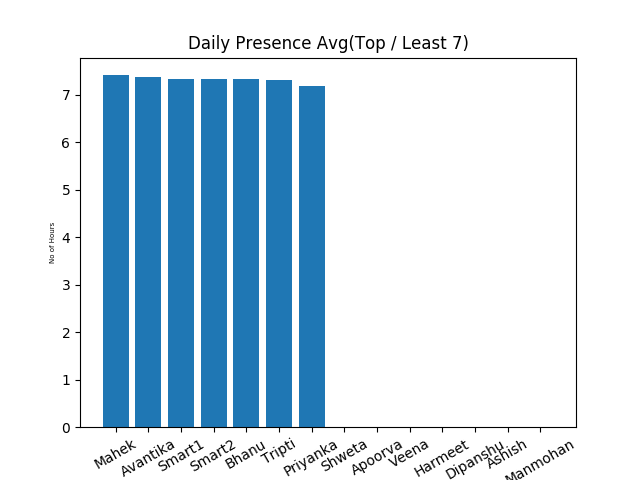 Daily Presence Avg(Top / Least 7)
No of Hours
7
6
5
4
3
2
1
0
Mahek
Avantika
Smart1
Smart2
Bhanu
Tripti
Priyanka
Shweta
Apoorva
Veena
Harmeet
Dipanshu
Ashish
Manmohan